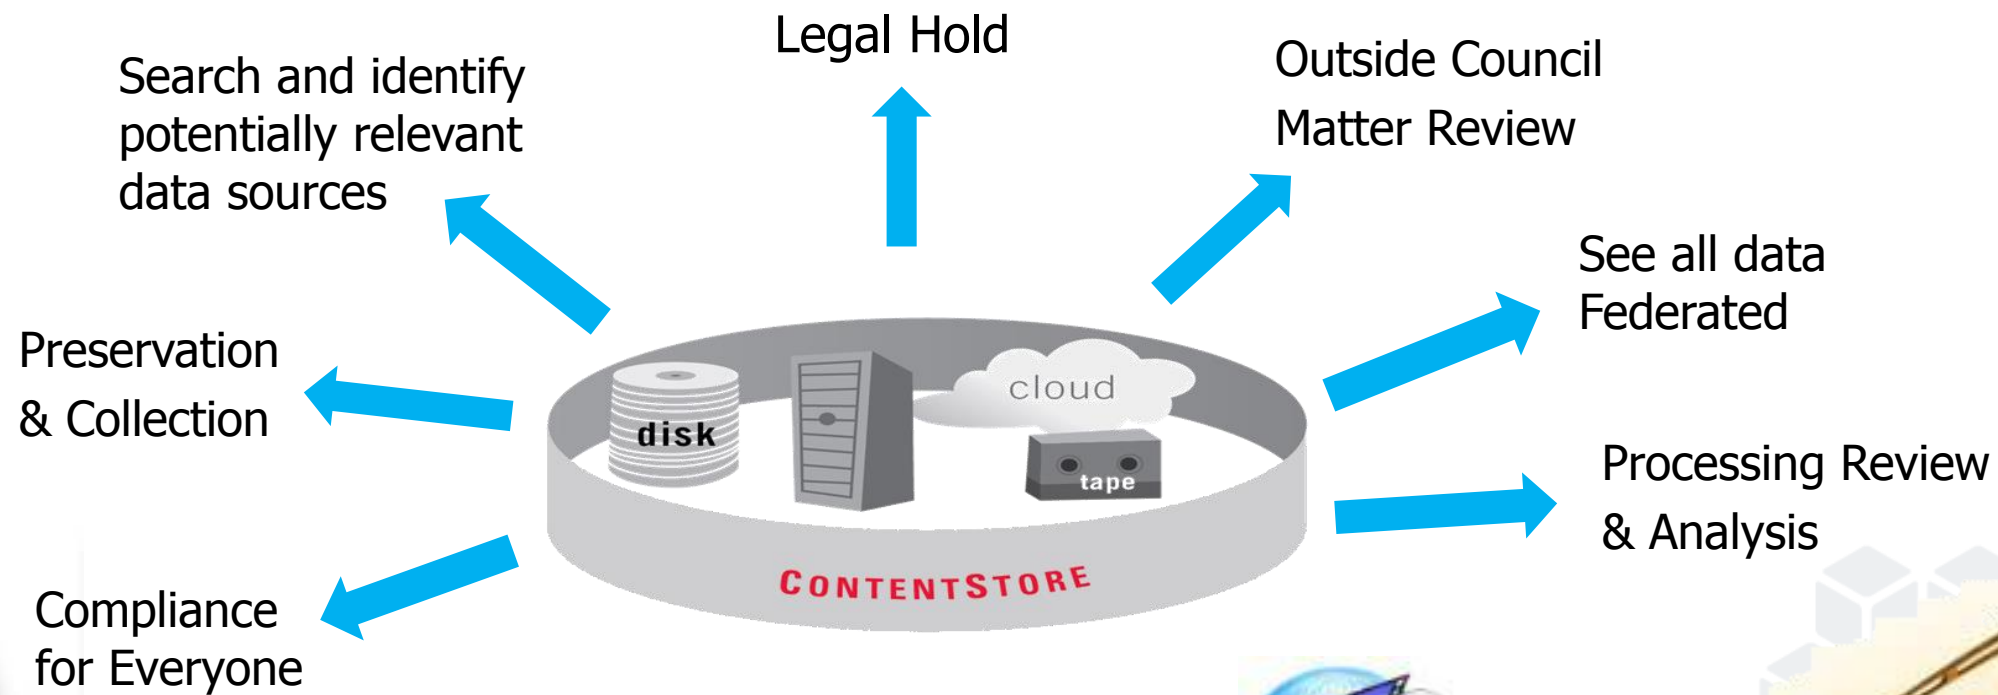 Legal Hold
Search and identify
potentially relevant
data sources
Outside Council
Matter Review
See all data
Federated
Preservation
& Collection
cloud
disk
tape
Processing Review
& Analysis
CONTENTSTORE
Compliance
for Everyone